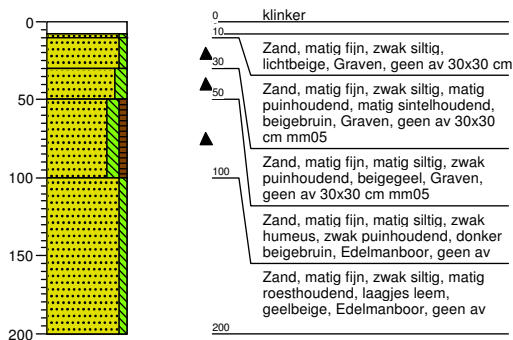 0
50
100
150
200
0
klinker
10
Zand, matig fijn, zwak siltig,
lichtbeige, Graven, geen av 30x30 cm
30
Zand, matig fijn, zwak siltig, matig
puinhoudend, matig sintelhoudend,
beigebruin, Graven, geen av 30x30
cm mm05
50
Zand, matig fijn, matig siltig, zwak
puinhoudend, beigegeel, Graven,
geen av 30x30 cm mm05
100
Zand, matig fijn, matig siltig, zwak
humeus, zwak puinhoudend, donker
beigebruin, Edelmanboor, geen av
Zand, matig fijn, zwak siltig, matig
roesthoudend, laagjes leem,
geelbeige, Edelmanboor, geen av
200